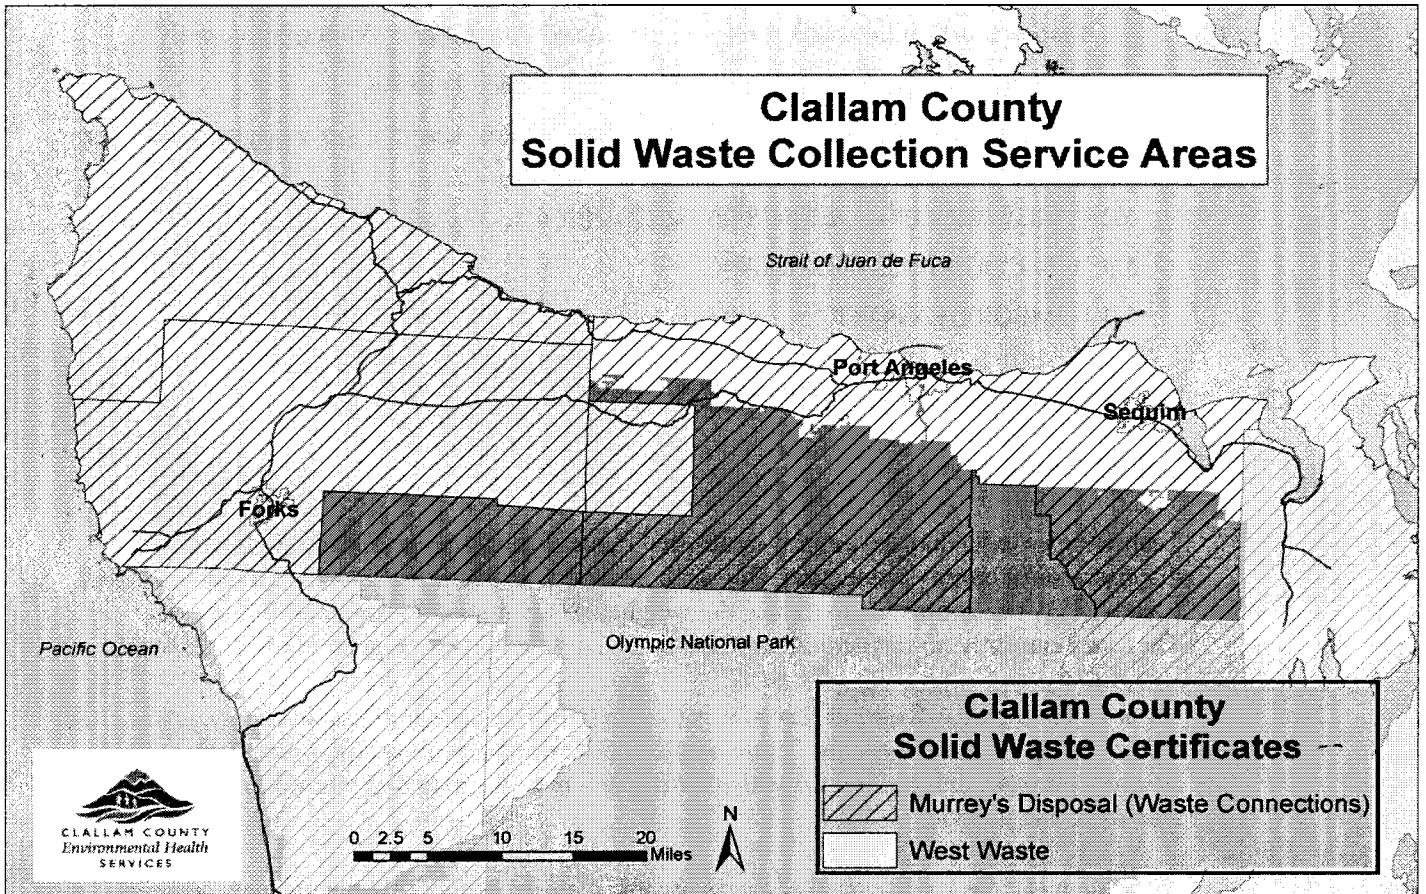 Clallam County
Solid Waste Collection Service Areas
Strait of Juan de Fuca
Port Angeles
Sequim
Forks
Pacific Ocean
Olympic National Park
Clallam County
Solid Waste Certificates
Murrey's Disposal (Waste Connections)
West Waste
CLALLAM COUNTY
Environmental Health
SERVICES
0 2.5 5 10 15 20
Miles
N